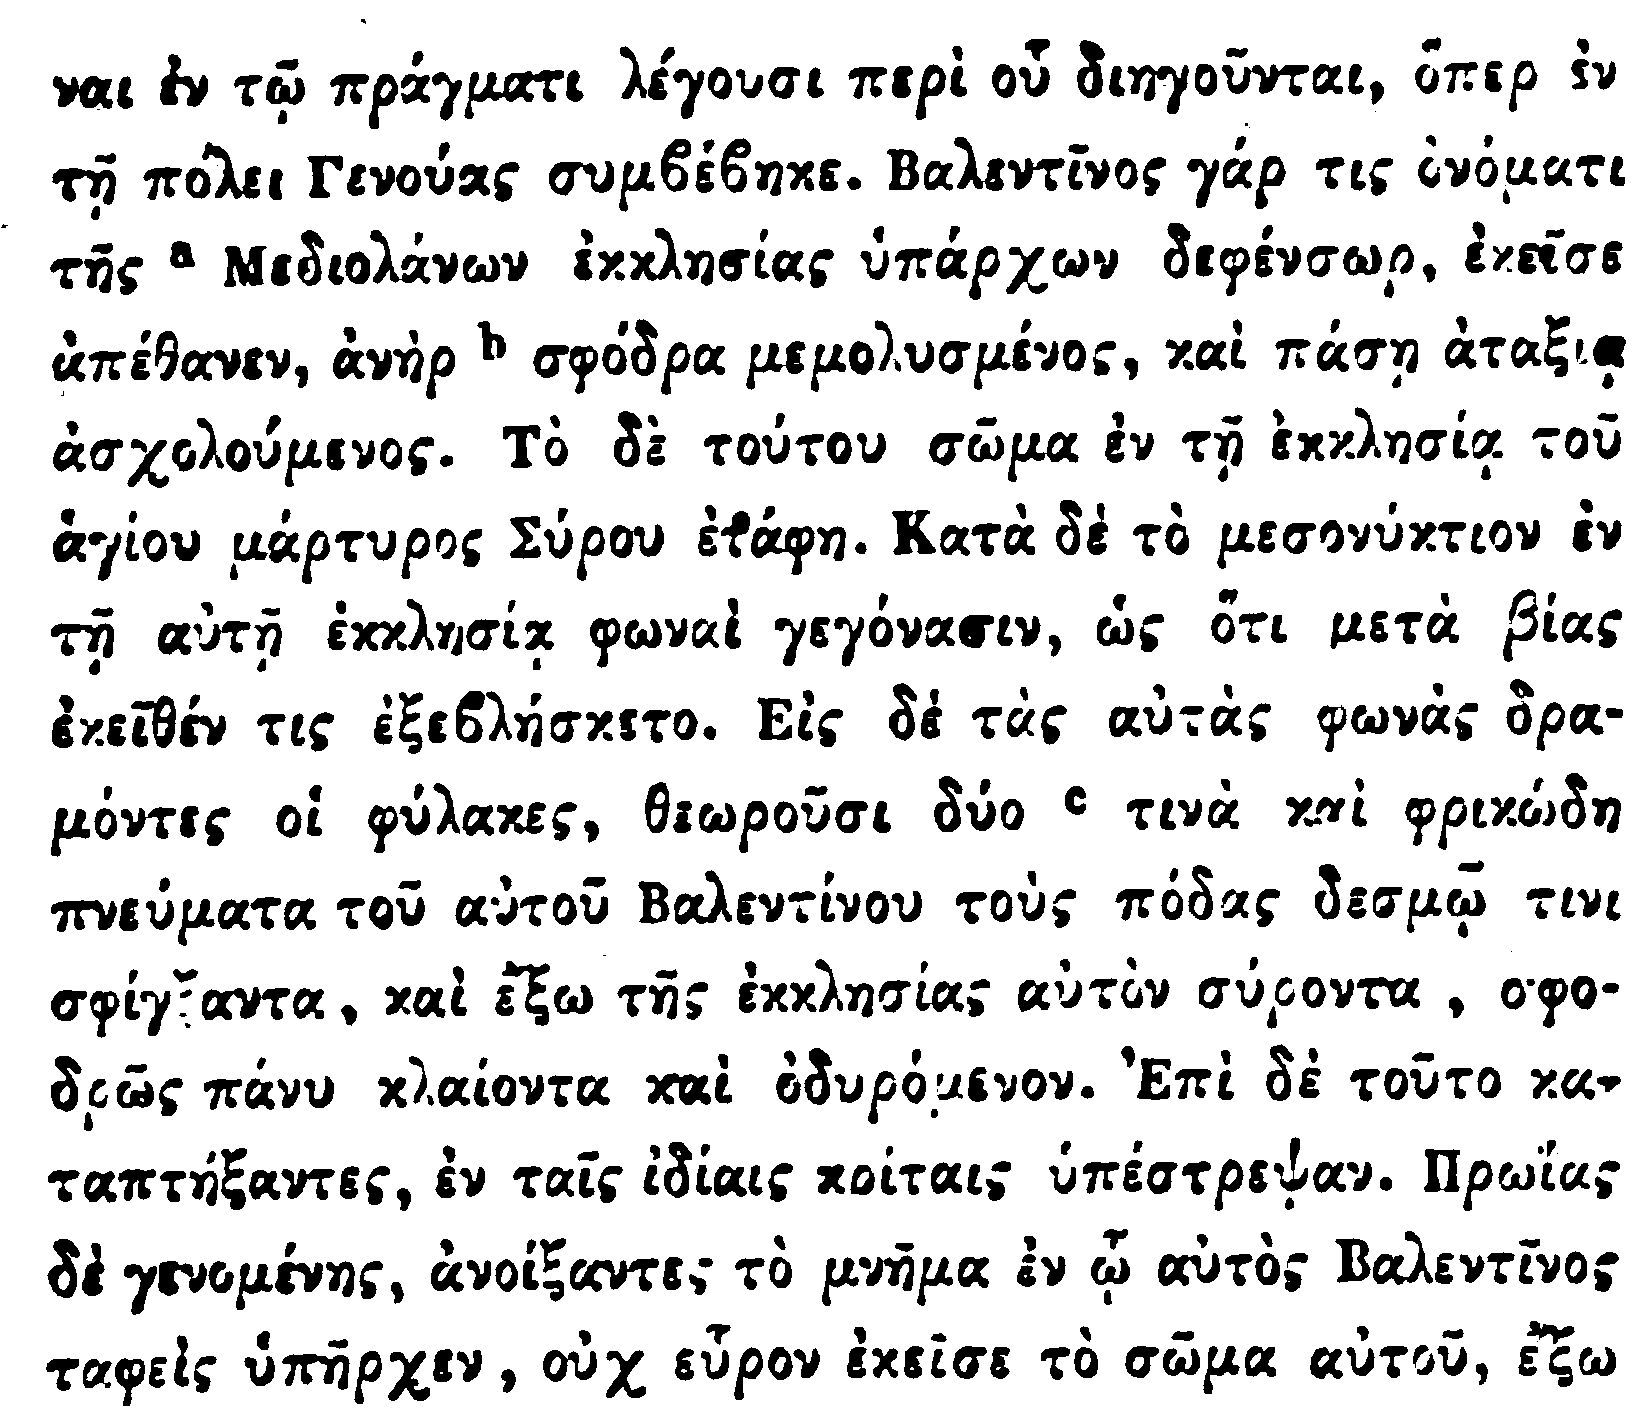 ναι ἐν τῷ πράγματι λέγουσι περὶ οὗ διηγοῦνται, ὅπερ ἐν
τῇ πόλει Γενούας συμβέβηκε. Βαλεντῖνος γάρ τις ὀνόματι
τῆς a Μεδιολάνων ἐκκλησίας ὑπάρχων δεφένσωρ, ἐκεῖσε
ἀπέθανεν, ἀνὴρ b σφόδρα μεμολυσμένος, καὶ πάσῃ ἀταξίᾳ
ἀσχολούμενος. Τὸ δὲ τούτου σῶμα ἐν τῇ ἐκκλησίᾳ τοῦ
ἁγίου μάρτυρος Σύρου ἐτάφη. Κατὰ δὲ τὸ μεσονύκτιον ἐν
τῇ αὐτῇ ἐκκλησίᾳ φωναὶ γεγόνασιν, ὡς ὅτι μετὰ βίας
ἐκεῖθέν τις ἐξεβλήσκετο. Εἰς δὲ τὰς αὐτὰς φωνὰς δρα-
μόντες οἱ φύλακες, θεωροῦσι δύο c τινὰ καὶ φρικώδη
πνεύματα τοῦ αὐτοῦ Βαλεντίνου τοὺς πόδας δεσμῷ τινι
σφίγξαντα, καὶ ἔξω τῆς ἐκκλησίας αὐτὸν σύροντα, σφο-
δρῶς πάνυ κλαίοντα καὶ ὀδυρόμενον. Ἐπὶ δὲ τοῦτο κα-
ταπτήξαντες, ἐν ταῖς ἰδίαις κοίταις ὑπέστρεψαν. Πρωΐας
δὲ γενομένης, ἀνοίξαντες τὸ μνῆμα ἐν ᾧ αὐτὸς Βαλεντῖνος
ταφεὶς ὑπῆρχεν, οὐχ εὗρον ἐκεῖσε τὸ σῶμα αὐτοῦ, ἔξω